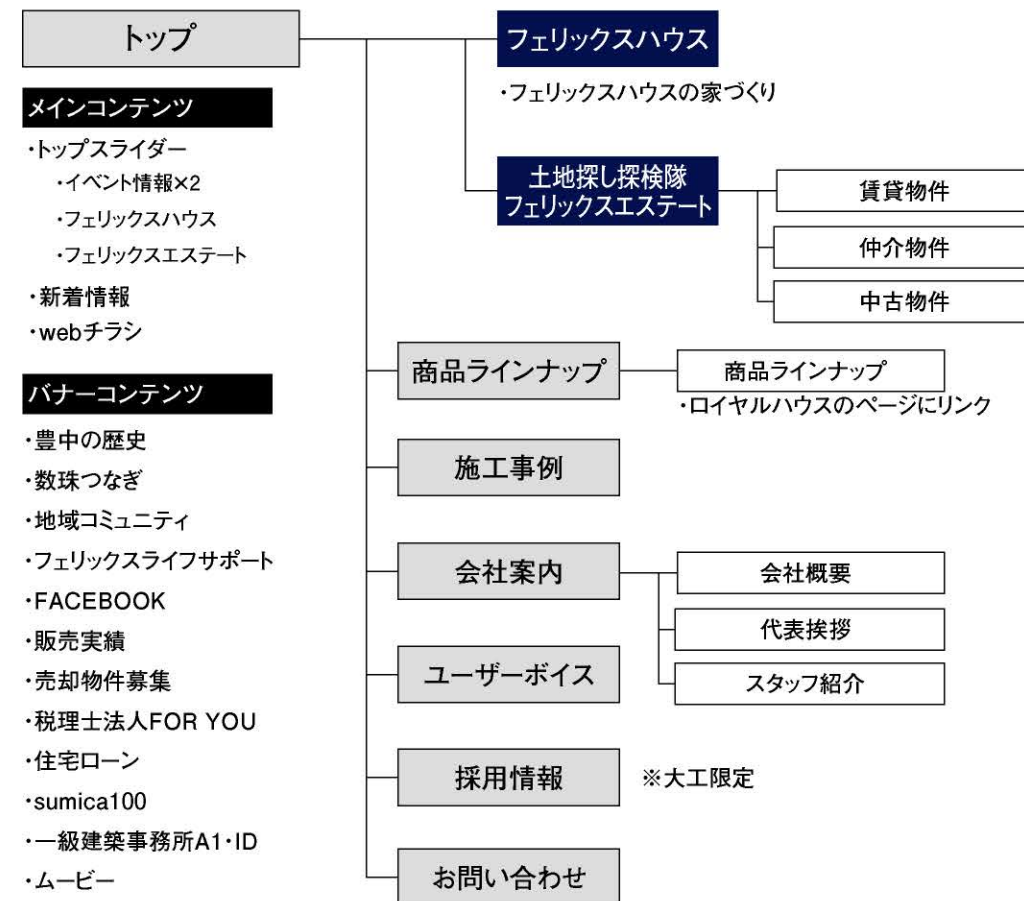 トップ
メインコンテンツ
・トップスライダー
・イベント情報×2
・フェリックスハウス
・フェリックスエステート
・新着情報
・webチラシ
バナーコンテンツ
・豊中の歴史
・数珠つなぎ
・地域コミュニティ
・フェリックスライフサポート
・FACEBOOK
・販売実績
・売却物件募集
・税理士法人FOR YOU
・住宅ローン
・sumica100
・一級建築事務所A1・ID
・ムービー
フェリックスハウス
・フェリックスハウスの家づくり
土地探し探検隊
フェリックスエステート
賃貸物件
仲介物件
中古物件
商品ラインナップ
商品ラインナップ
・ロイヤルハウスのページにリンク
施工事例
会社案内
会社概要
代表挨拶
スタッフ紹介
ユーザーボイス
採用情報
※大工限定
お問い合わせ